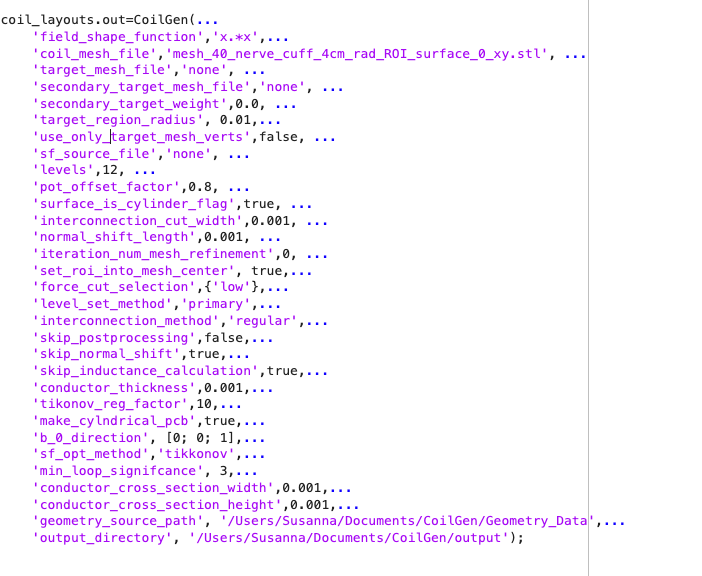 coil_layouts.out=CoilGen(...
'field_shape_function','x.*x',...
'coil_mesh_file','mesh_40_nerve_cuff_4cm_rad_ROI_surface_0_xy.stl', ...
'target_mesh_file','none', ...
'secondary_target_mesh_file','none', ...
'secondary_target_weight',0.0, ...
'target_region_radius', 0.01,...
'use_only_target_mesh_verts',false, ...
'sf_source_file','none', ...
'levels',12, ...
'pot_offset_factor',0.8, ...
'surface_is_cylinder_flag',true, ...
'interconnection_cut_width',0.001, ...
'normal_shift_length',0.001, ...
'iteration_num_mesh_refinement',0, ...
'set_roi_into_mesh_center', true,...
'force_cut_selection',{'low'},...
'level_set_method','primary',...
'interconnection_method','regular',...
'skip_postprocessing',false,...
'skip_normal_shift',true,...
'skip_inductance_calculation',true,...
'conductor_thickness',0.001,...
'tikonov_reg_factor',10,...
'make_cylndrical_pcb',true,...
'b_0_direction', [0; 0; 1],...
'sf_opt_method','tikkonov',...
'min_loop_signifcance', 3,...
'conductor_cross_section_width',0.001,...
'conductor_cross_section_height',0.001,...
'geometry_source_path', '/Users/Susanna/Documents/CoilGen/Geometry_Data',...
'output_directory', '/Users/Susanna/Documents/CoilGen/output');